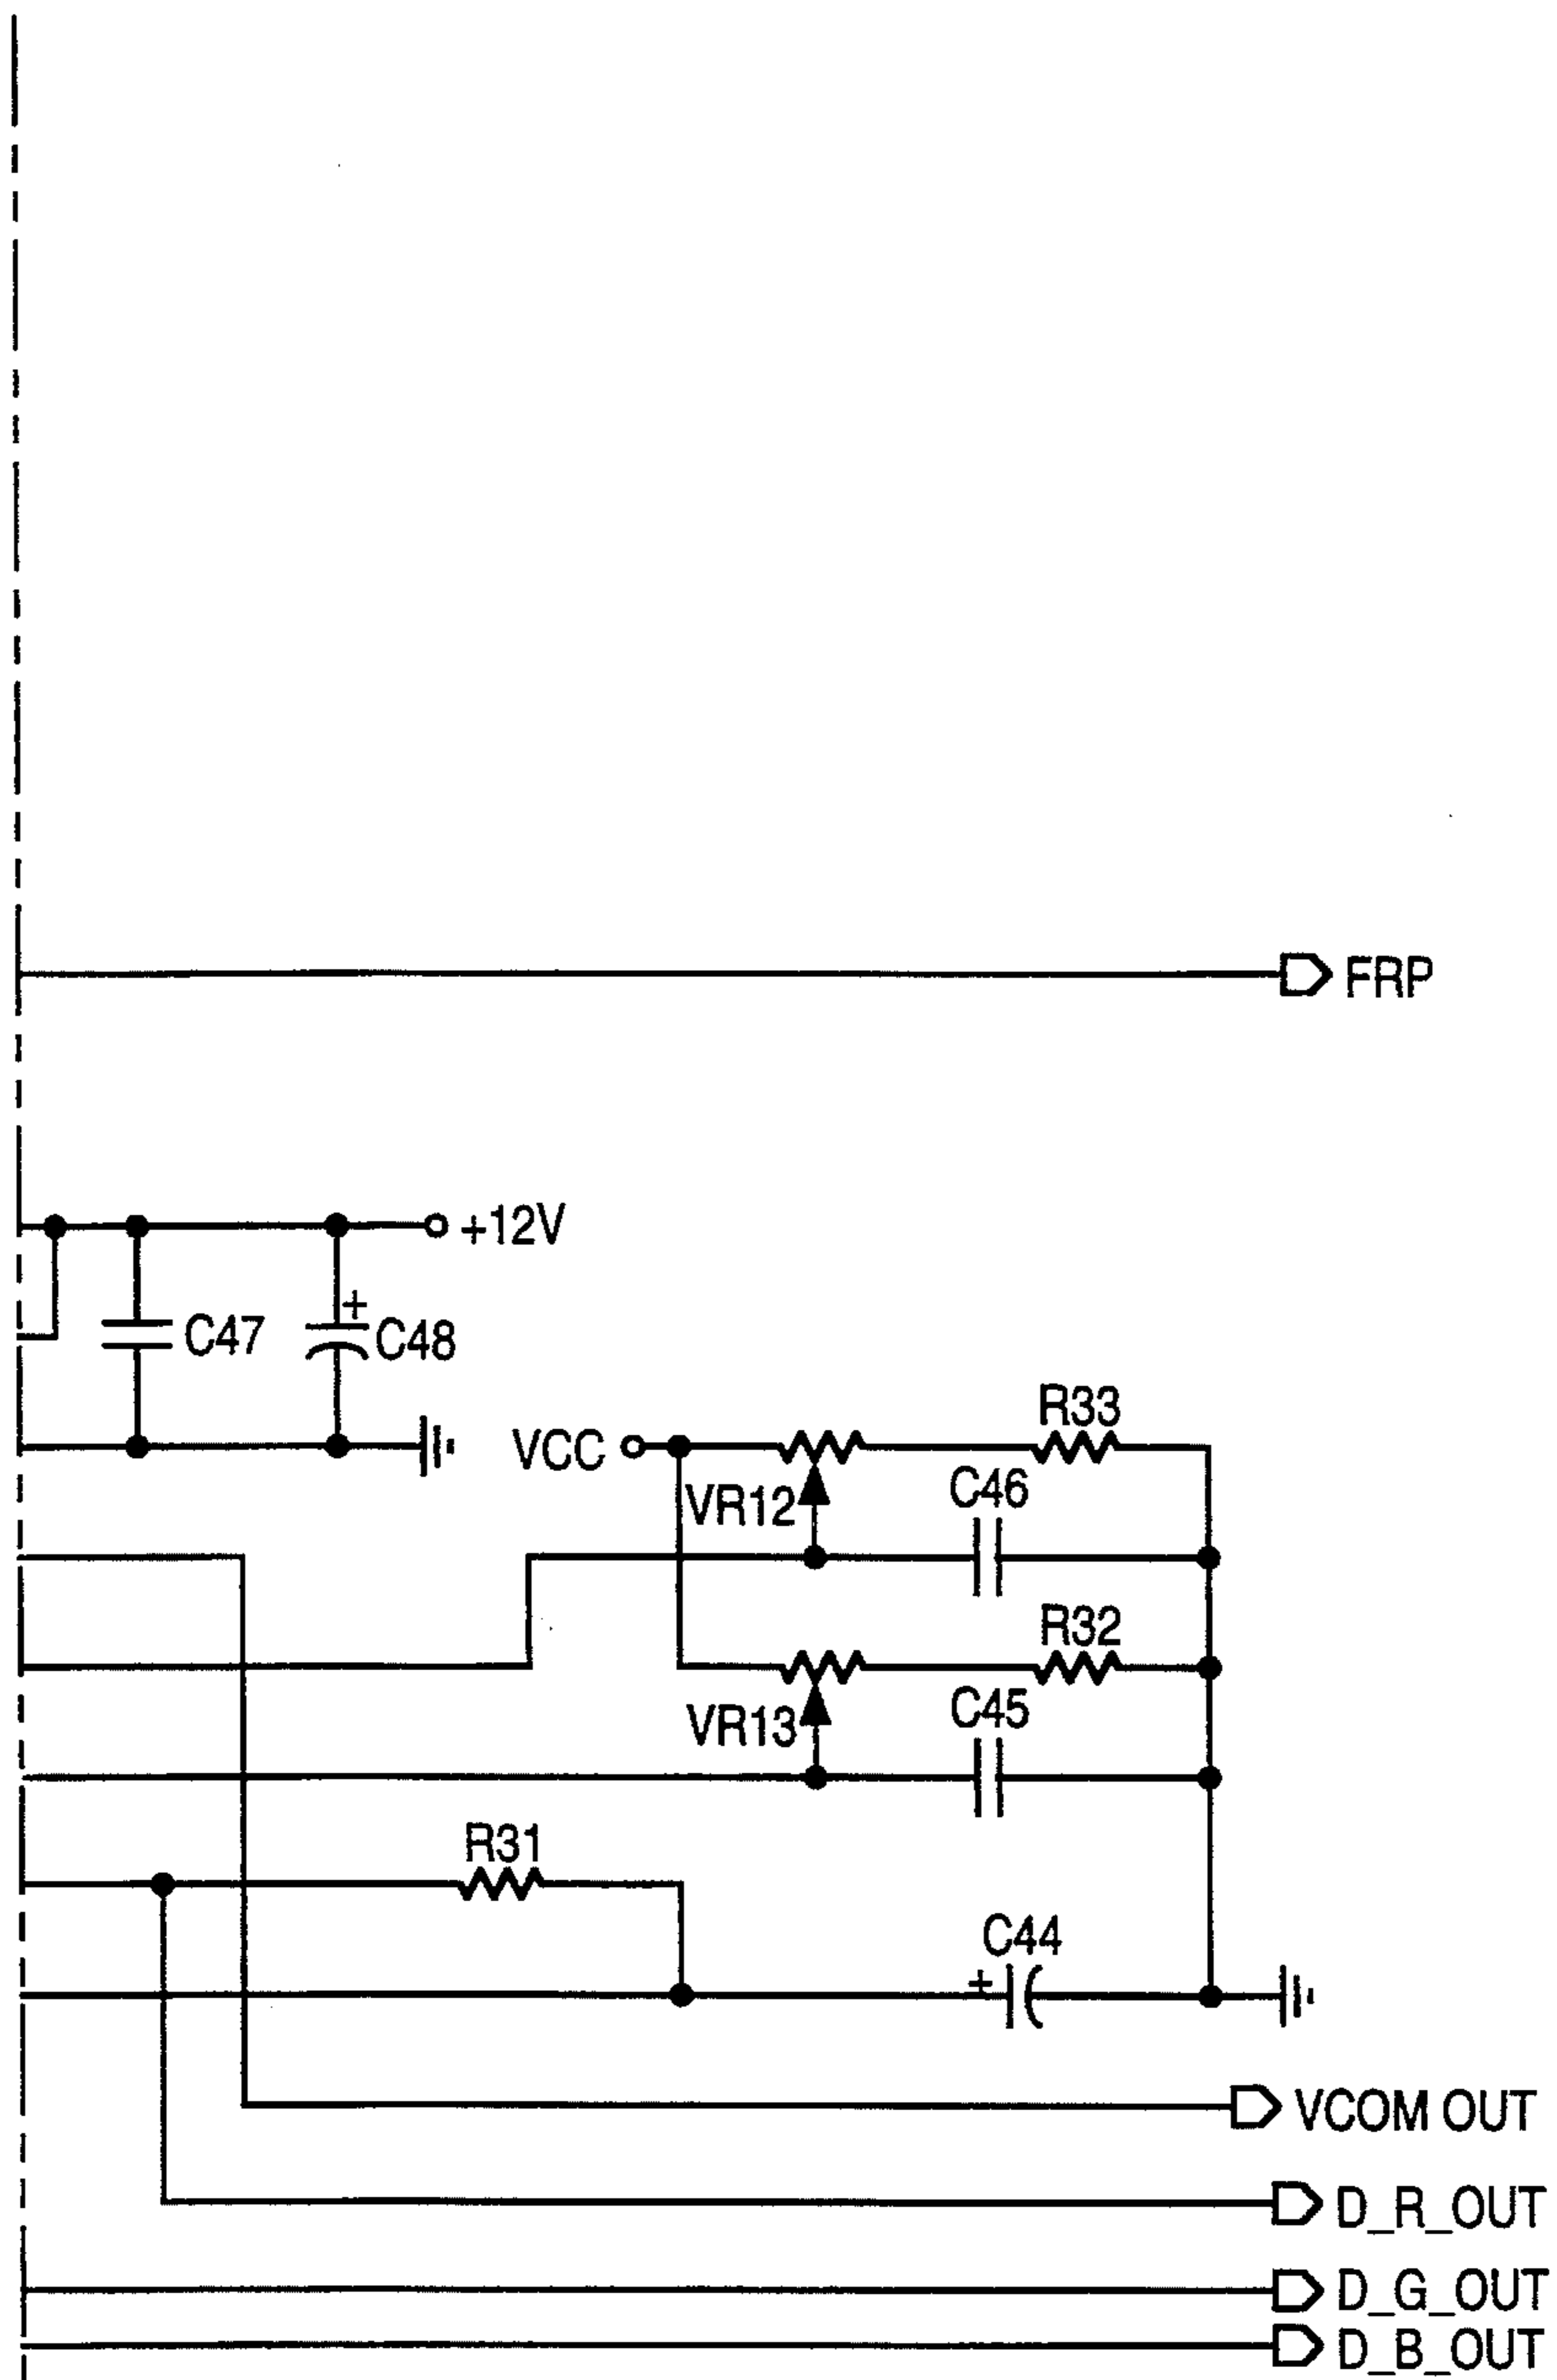 FRP
+12V
+
C47
C48
R33
VCC
C46
VR12
R32
C45
VR13
R31
C44
+
VCOM OUT
D_R_OUT
D_G_OUT
D_B_OUT